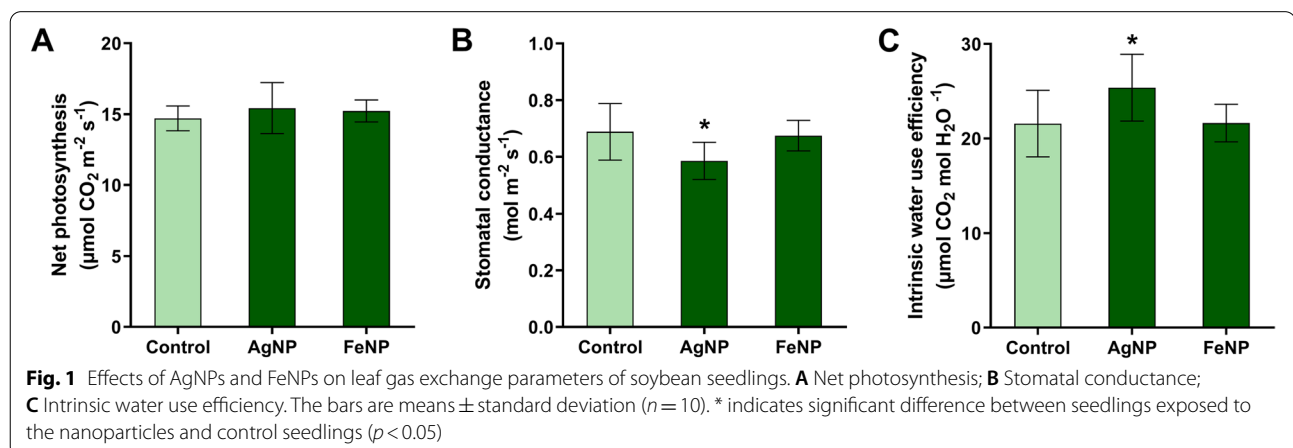 A
Net photosynthesis
(µmol CO₂ m⁻² s⁻¹)
20
15
10
5
0
Control AgNP FeNP
B
Stomatal conductance
(mol m⁻² s⁻¹)
1.0
0.8
0.6
0.4
0.2
0.0
*
Control AgNP FeNP
C
Intrinsic water use efficiency
(µmol CO₂ mol H₂O ⁻¹)
30
20
10
0
*
Control AgNP FeNP
Fig. 1 Effects of AgNPs and FeNPs on leaf gas exchange parameters of soybean seedlings. A Net photosynthesis; B Stomatal conductance;
C Intrinsic water use efficiency. The bars are means ± standard deviation (n = 10). * indicates significant difference between seedlings exposed to
the nanoparticles and control seedlings (p < 0.05)